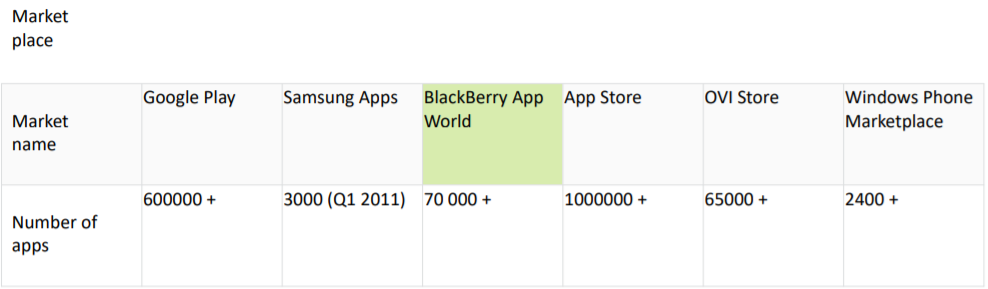 Market
place
Google Play Samsung Apps BlackBerry App App Store OVI Store Windows Phone
Market World Marketplace
name
600000 + 3000 (Q1 2011) 70 000 + 1000000 + 65000 + 2400 +
Number of
apps